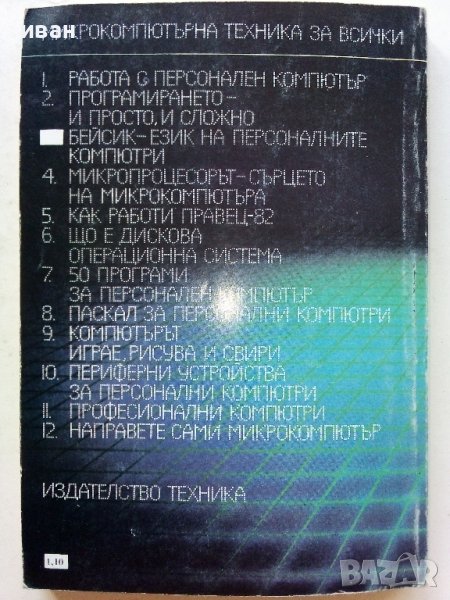 иван
КРОКОМПЮТЪРНА ТЕХНИКА ЗА ВСИЧКИ
1. РАБОТА С ПЕРСОНАЛЕН КОМПЮТЪР
2. ПРОГРАМИРАНЕТО –
И ПРОСТО, И СЛОЖНО
БЕЙСИК – ЕЗИК НА ПЕРСОНАЛНИТЕ
КОМПЮТРИ
4. МИКРОПРОЦЕСОРЪТ – СЪРЦЕТО
НА МИКРОКОМПЮТЪРА
5. КАК РАБОТИ ПРАВЕЦ-82
6. ЩО Е ДИСКОВА
ОПЕРАЦИОННА СИСТЕМА
7. 50 ПРОГРАМИ
ЗА ПЕРСОНАЛЕН КОМПЮТЪР
8. ПАСКАЛ ЗА ПЕРСОНАЛНИ КОМПЮТРИ
9. КОМПЮТЪРЪТ
ИГРАЕ, РИСУВА И СВИРИ
10. ПЕРИФЕРНИ УСТРОЙСТВА
ЗА ПЕРСОНАЛНИ КОМПЮТРИ
11. ПРОФЕСИОНАЛНИ КОМПЮТРИ
12. НАПРАВЕТЕ САМИ МИКРОКОМПЮТЪР
ИЗДАТЕЛСТВО ТЕХНИКА
1,10
BAZAR